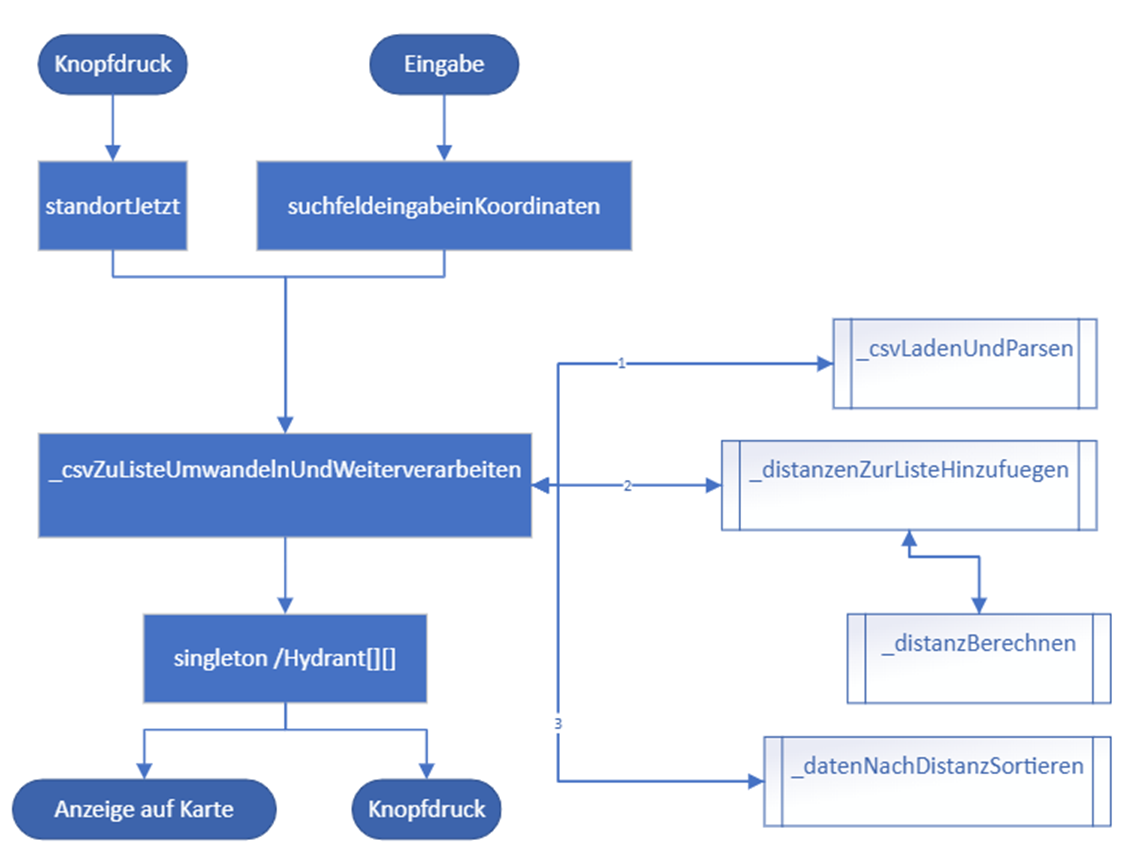 Knopfdruck
Eingabe
standortJetzt
suchfeldeingabeinKoordinaten
_csvLadenUndParsen
1
_csvZuListeUmwandelnUndWeiterverarbeiten
2
_distanzenZurListeHinzufuegen
singleton /Hydrant[][]
_distanzBerechnen
3
_datenNachDistanzSortieren
Anzeige auf Karte
Knopfdruck